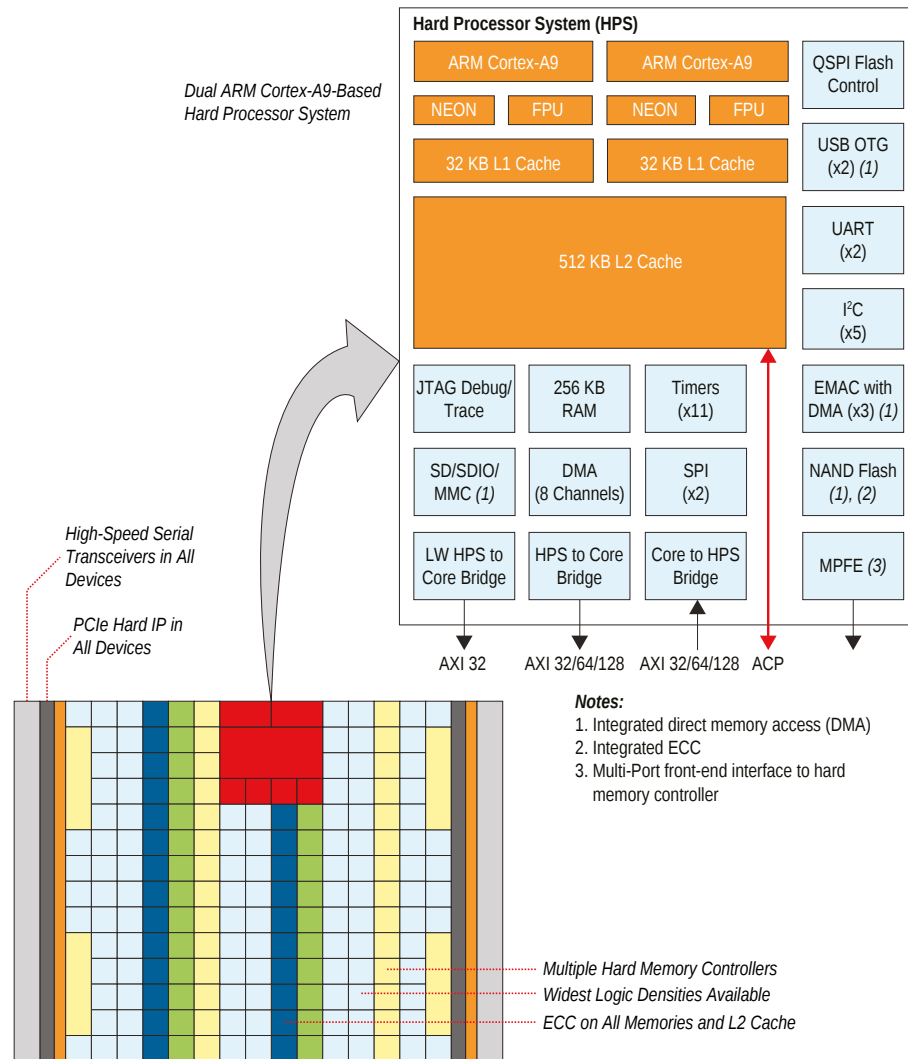 Hard Processor System (HPS)
Dual ARM Cortex-A9-Based
Hard Processor System
ARM Cortex-A9
ARM Cortex-A9
QSPI Flash
Control
NEON
FPU
NEON
FPU
USB OTG
(x2) (1)
32 KB L1 Cache
32 KB L1 Cache
512 KB L2 Cache
UART
(x2)
I²C
(x5)
JTAG Debug/
Trace
256 KB
RAM
Timers
(x11)
EMAC with
DMA (x3) (1)
SD/SDIO/
MMC (1)
DMA
(8 Channels)
SPI
(x2)
NAND Flash
(1), (2)
LW HPS to
Core Bridge
HPS to Core
Bridge
Core to HPS
Bridge
MPFE (3)
AXI 32
AXI 32/64/128
AXI 32/64/128
ACP
High-Speed Serial
Transceivers in All
Devices
PCIe Hard IP in
All Devices
Notes:
1. Integrated direct memory access (DMA)
2. Integrated ECC
3. Multi-Port front-end interface to hard
memory controller
Multiple Hard Memory Controllers
Widest Logic Densities Available
ECC on All Memories and L2 Cache